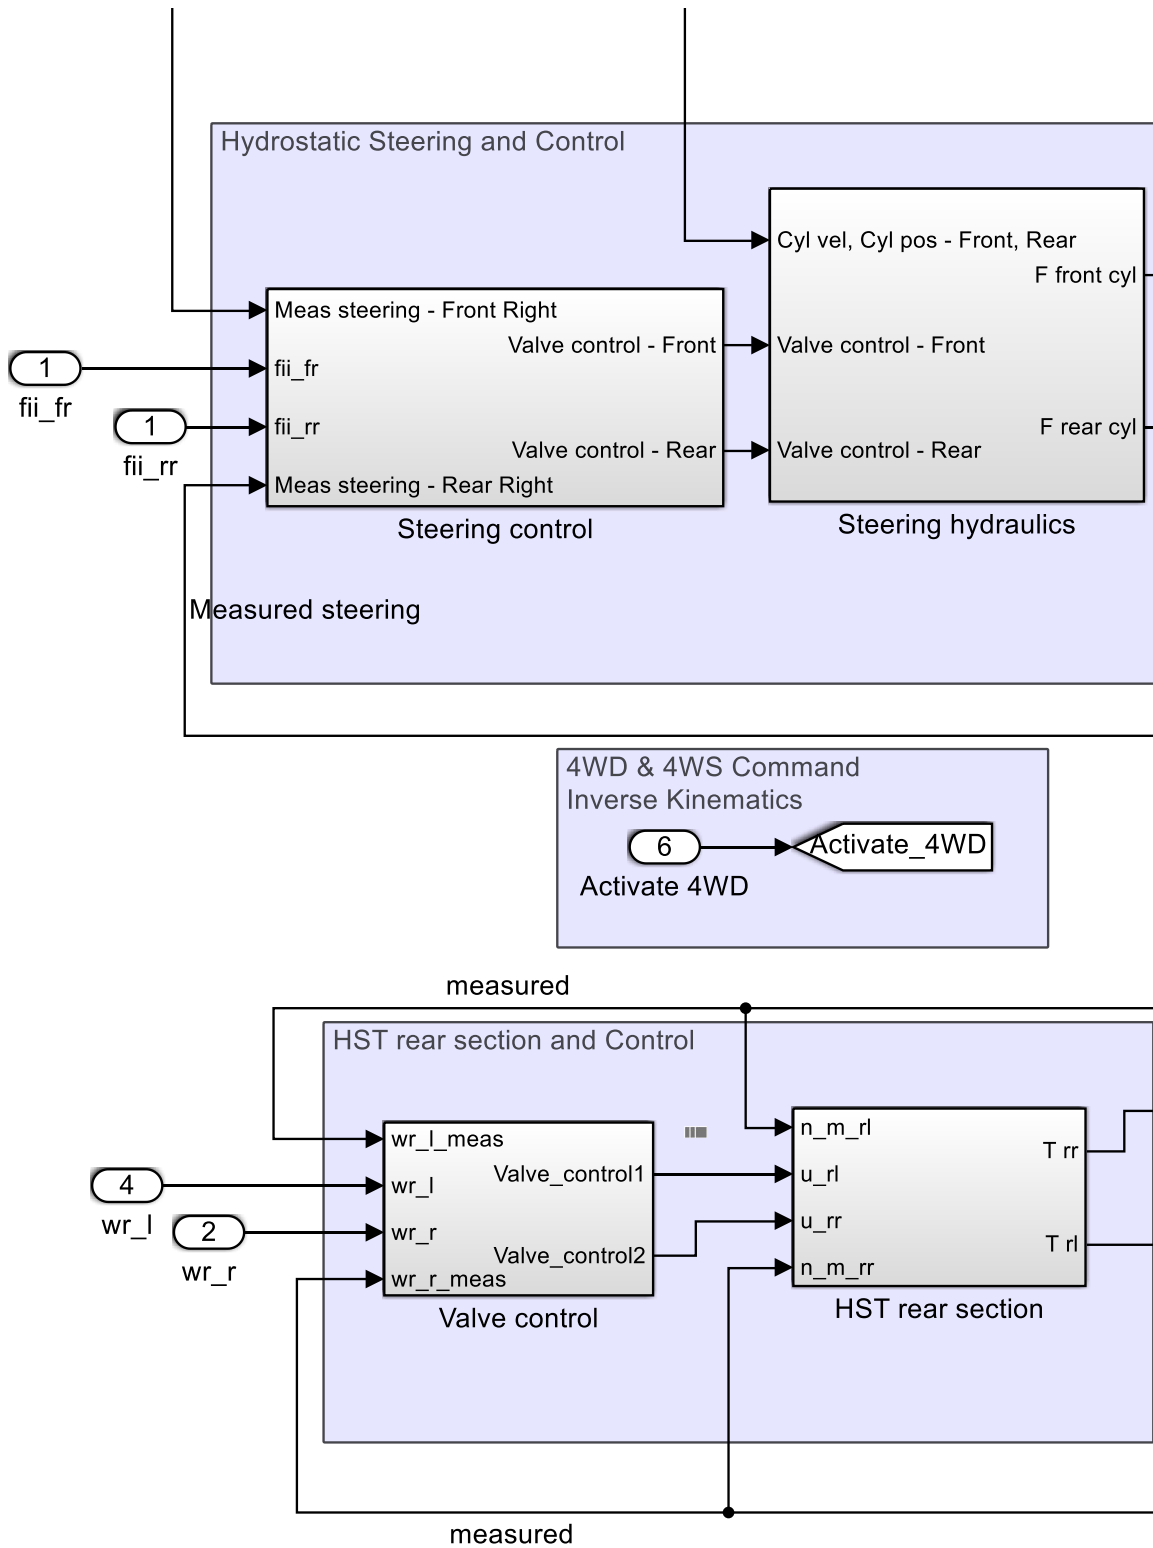 Hydrostatic Steering and Control
Cyl vel, Cyl pos - Front, Rear
F front cyl
Meas steering - Front Right
Valve control - Front
Valve control - Front
1
fii_fr
fii_fr
1
fii_rr
fii_rr
F rear cyl
Valve control - Rear
Valve control - Rear
Meas steering - Rear Right
Steering control
Steering hydraulics
Measured steering
4WD & 4WS Command
Inverse Kinematics
6
Activate_4WD
Activate 4WD
measured
HST rear section and Control
wr_l_meas
n_m_rl
T rr
Valve_control1
u_rl
4
wr_l
wr_l
2
wr_r
wr_r
u_rr
T rl
Valve_control2
wr_r_meas
n_m_rr
Valve control
HST rear section
measured